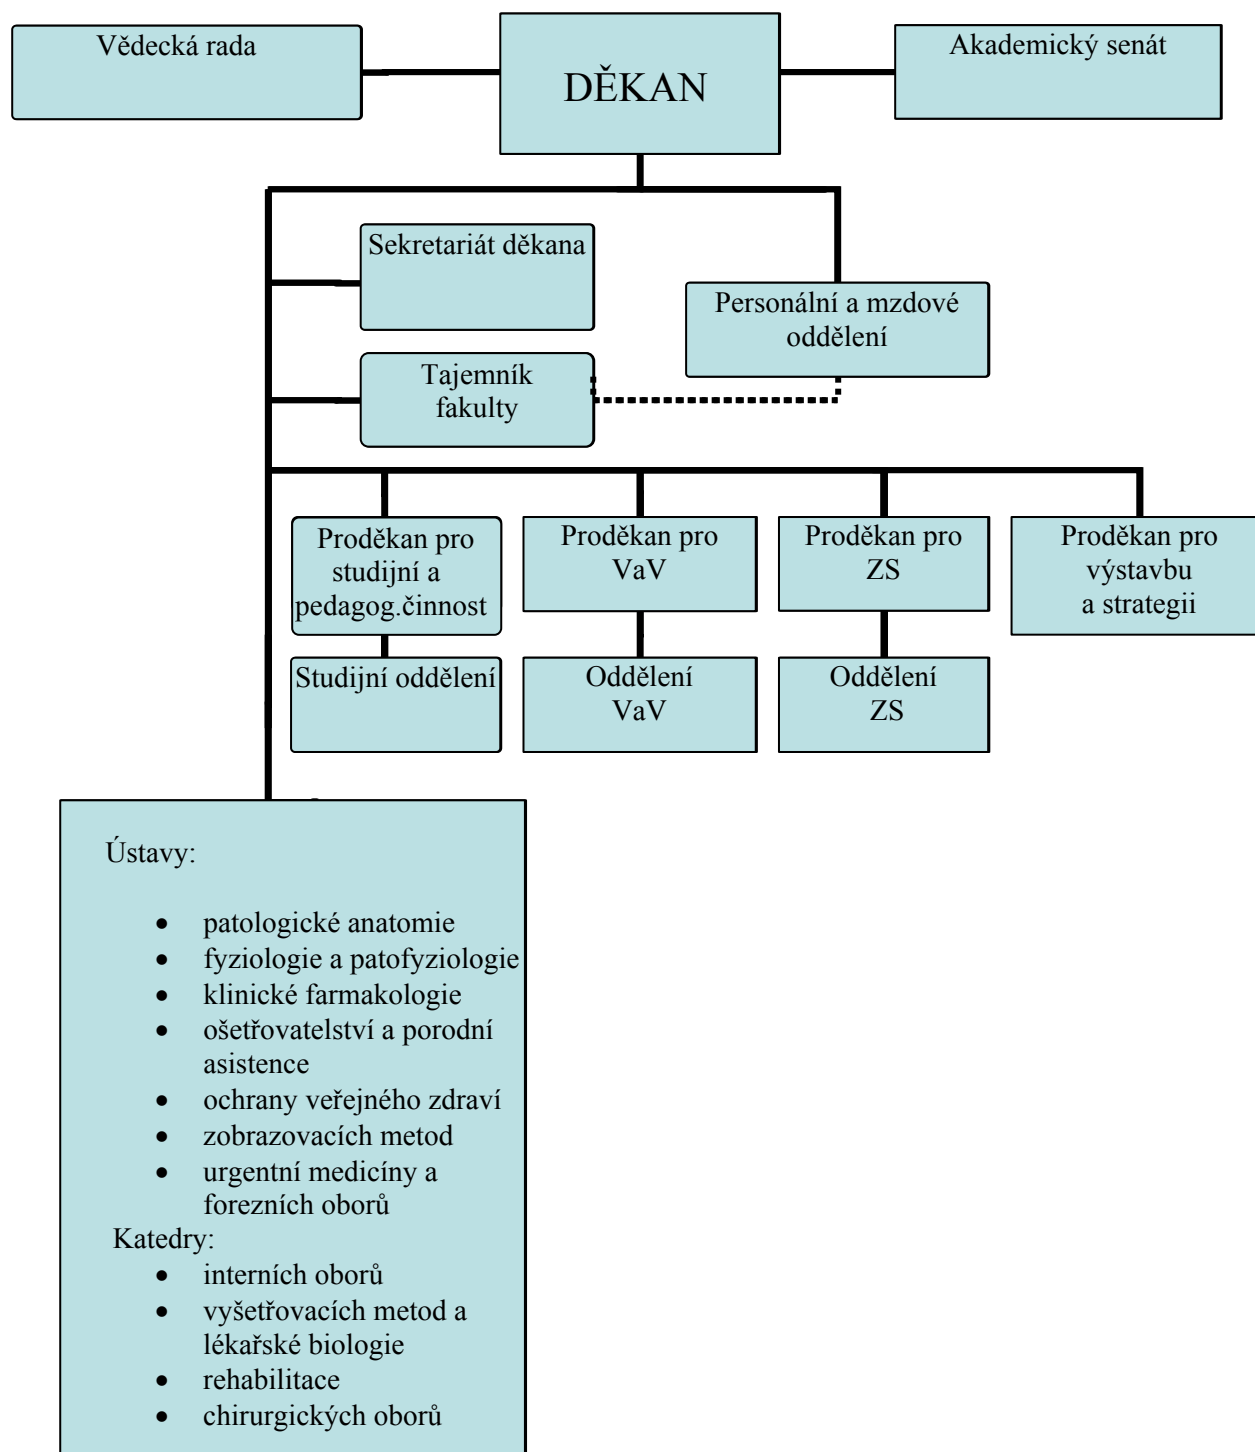 Vědecká rada
DĚKAN
Akademický senát
Sekretariát děkana
Personální a mzdové
oddělení
Tajemník
fakulty
Proděkan pro
studijní a
pedagog.činnost
Proděkan pro
VaV
Proděkan pro
ZS
Proděkan pro
výstavbu
a strategii
Studijní oddělení
Oddělení
VaV
Oddělení
ZS
Ústavy:
• patologické anatomie
• fyziologie a patofyziologie
• klinické farmakologie
• ošetřovatelství a porodní
asistence
• ochrany veřejného zdraví
• zobrazovacích metod
• urgentní medicíny a
forezních oborů
Katedry:
• interních oborů
• vyšetřovacích metod a
lékařské biologie
• rehabilitace
• chirurgických oborů